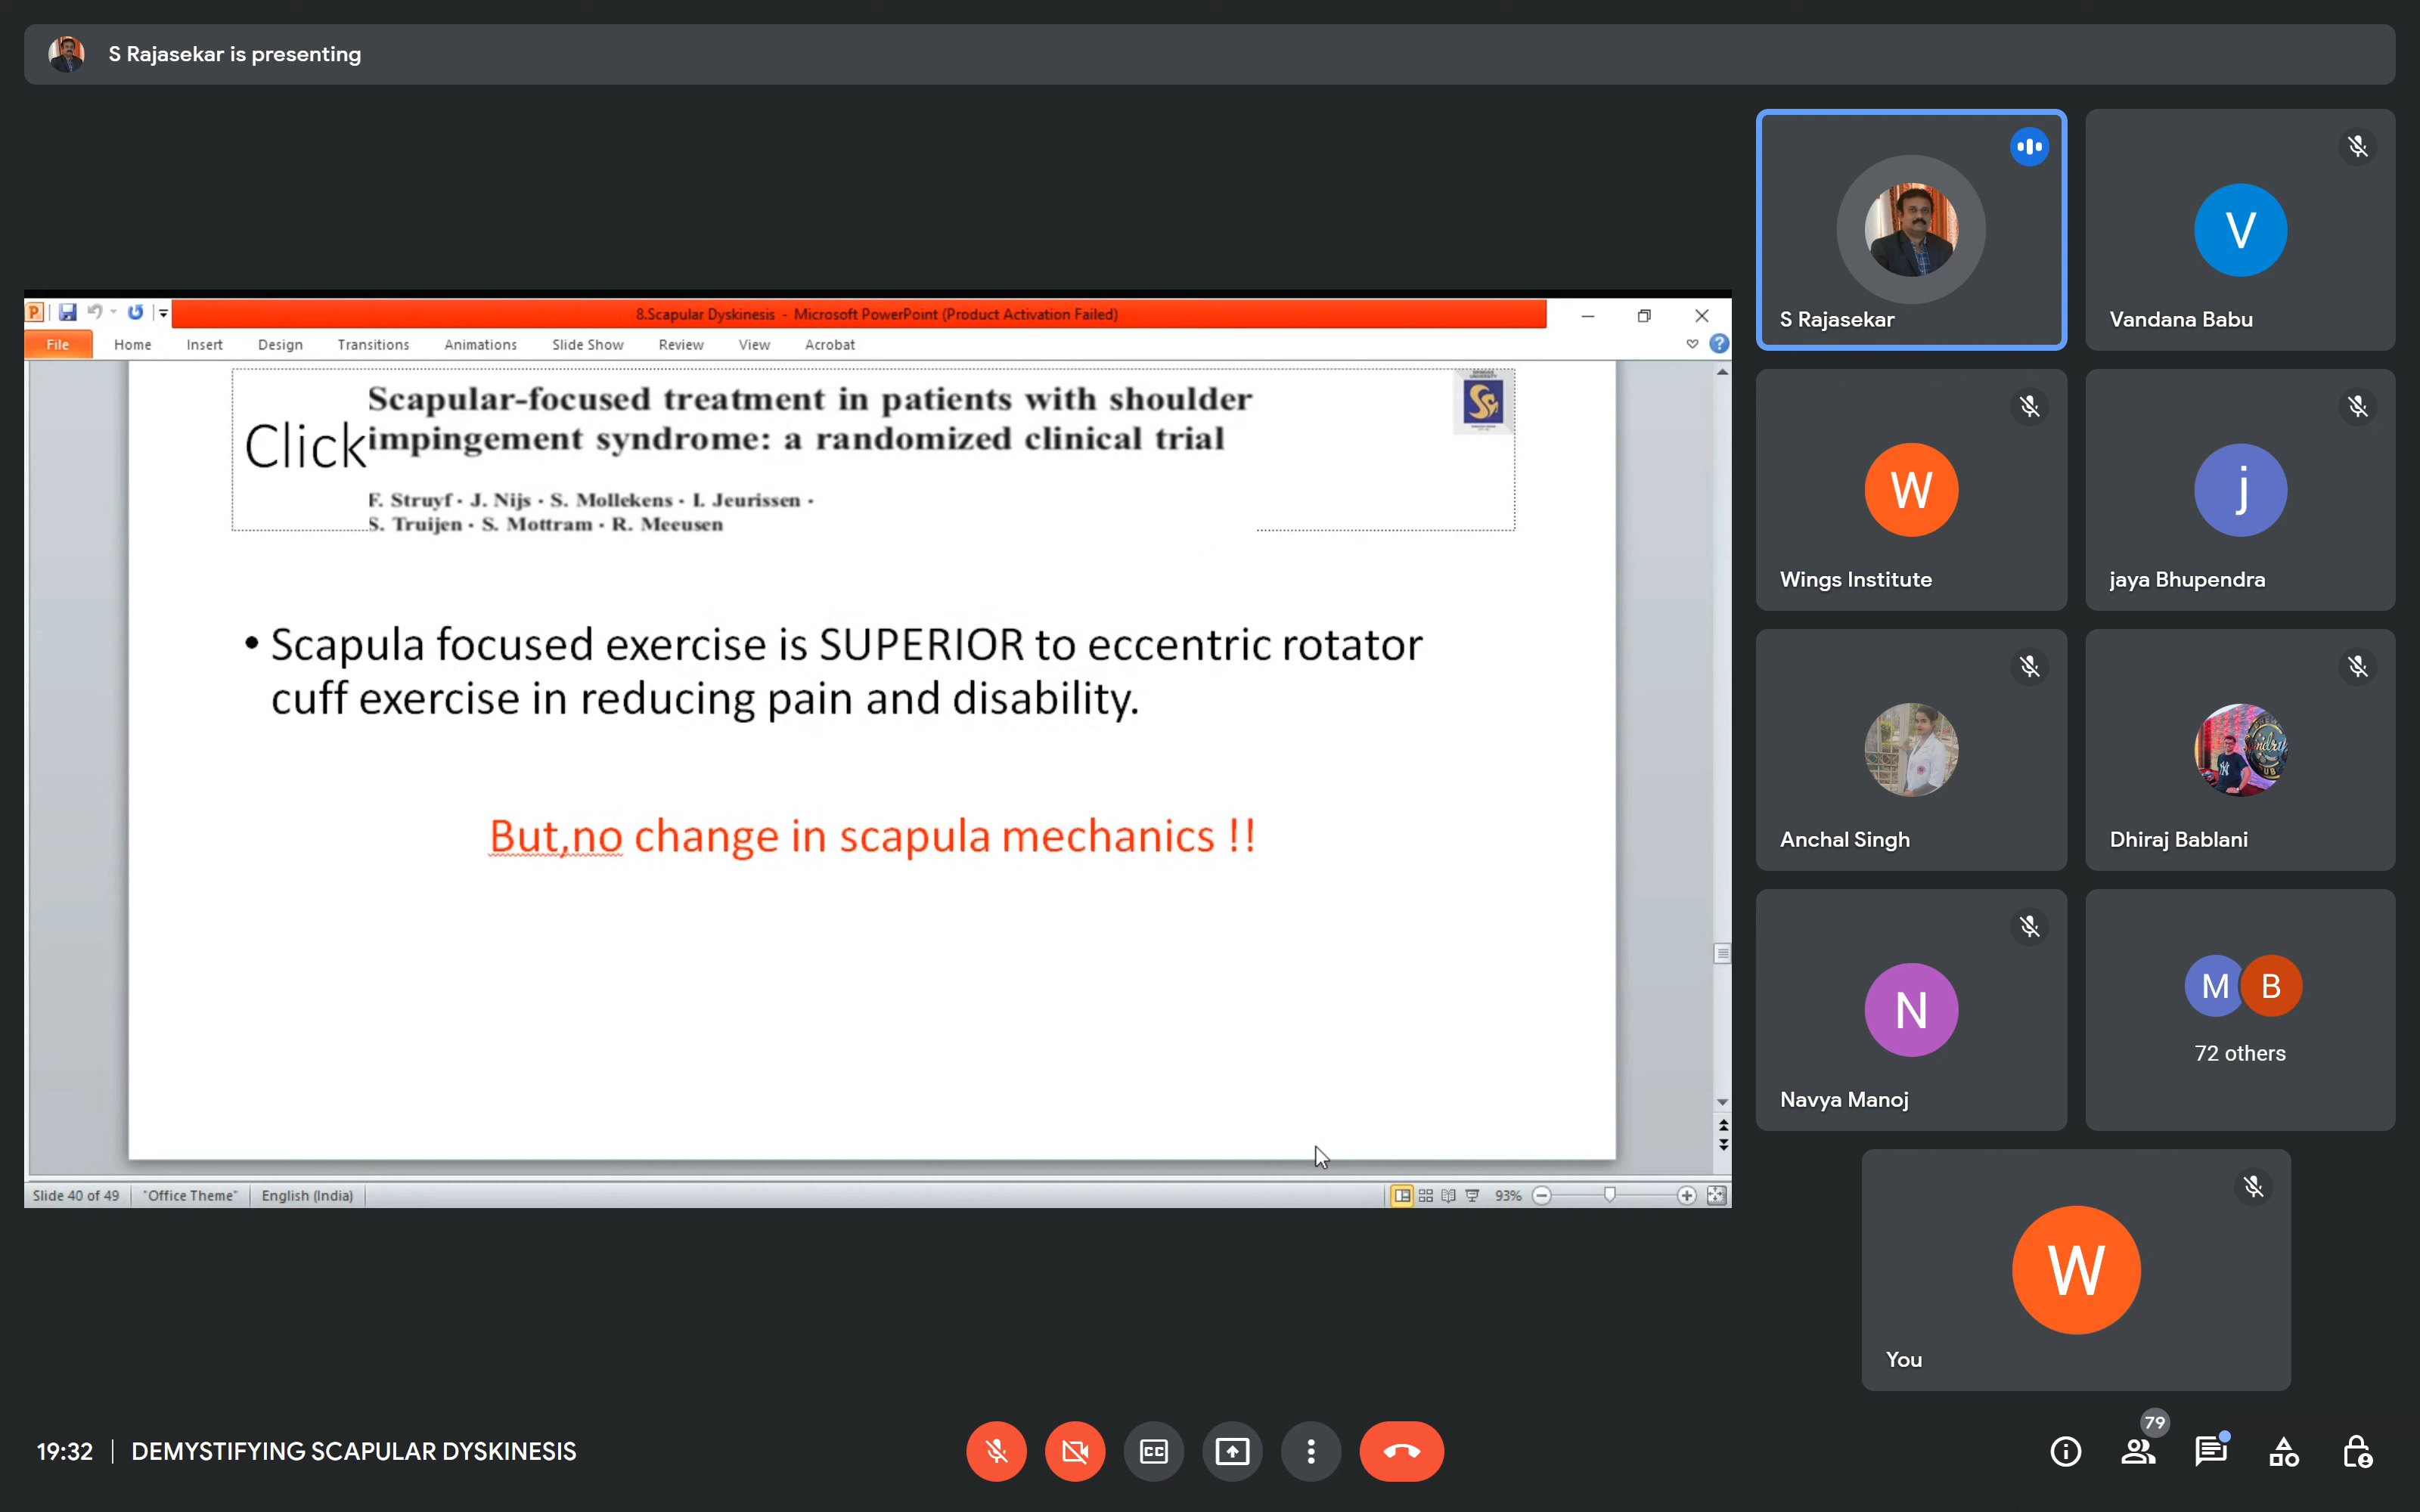 S Rajasekar is presenting
8.Scapular Dyskinesis - Microsoft PowerPoint (Product Activation Failed)
File Home Insert Design Transitions Animations Slide Show Review View Acrobat
Scapular-focused treatment in patients with shoulder
impingement syndrome: a randomized clinical trial
Click
F. Struyf · J. Nijs · S. Mollekens · I. Jeurissen ·
S. Truijen · S. Mottram · R. Meeusen
• Scapula focused exercise is SUPERIOR to eccentric rotator
cuff exercise in reducing pain and disability.
But,no change in scapula mechanics !!
Slide 40 of 49 "Office Theme" English (India) 93%
S Rajasekar
V
Vandana Babu
W
Wings Institute
j
jaya Bhupendra
Anchal Singh
Dhiraj Bablani
N
Navya Manoj
M B
72 others
W
You
19:32 | DEMYSTIFYING SCAPULAR DYSKINESIS
CC
79